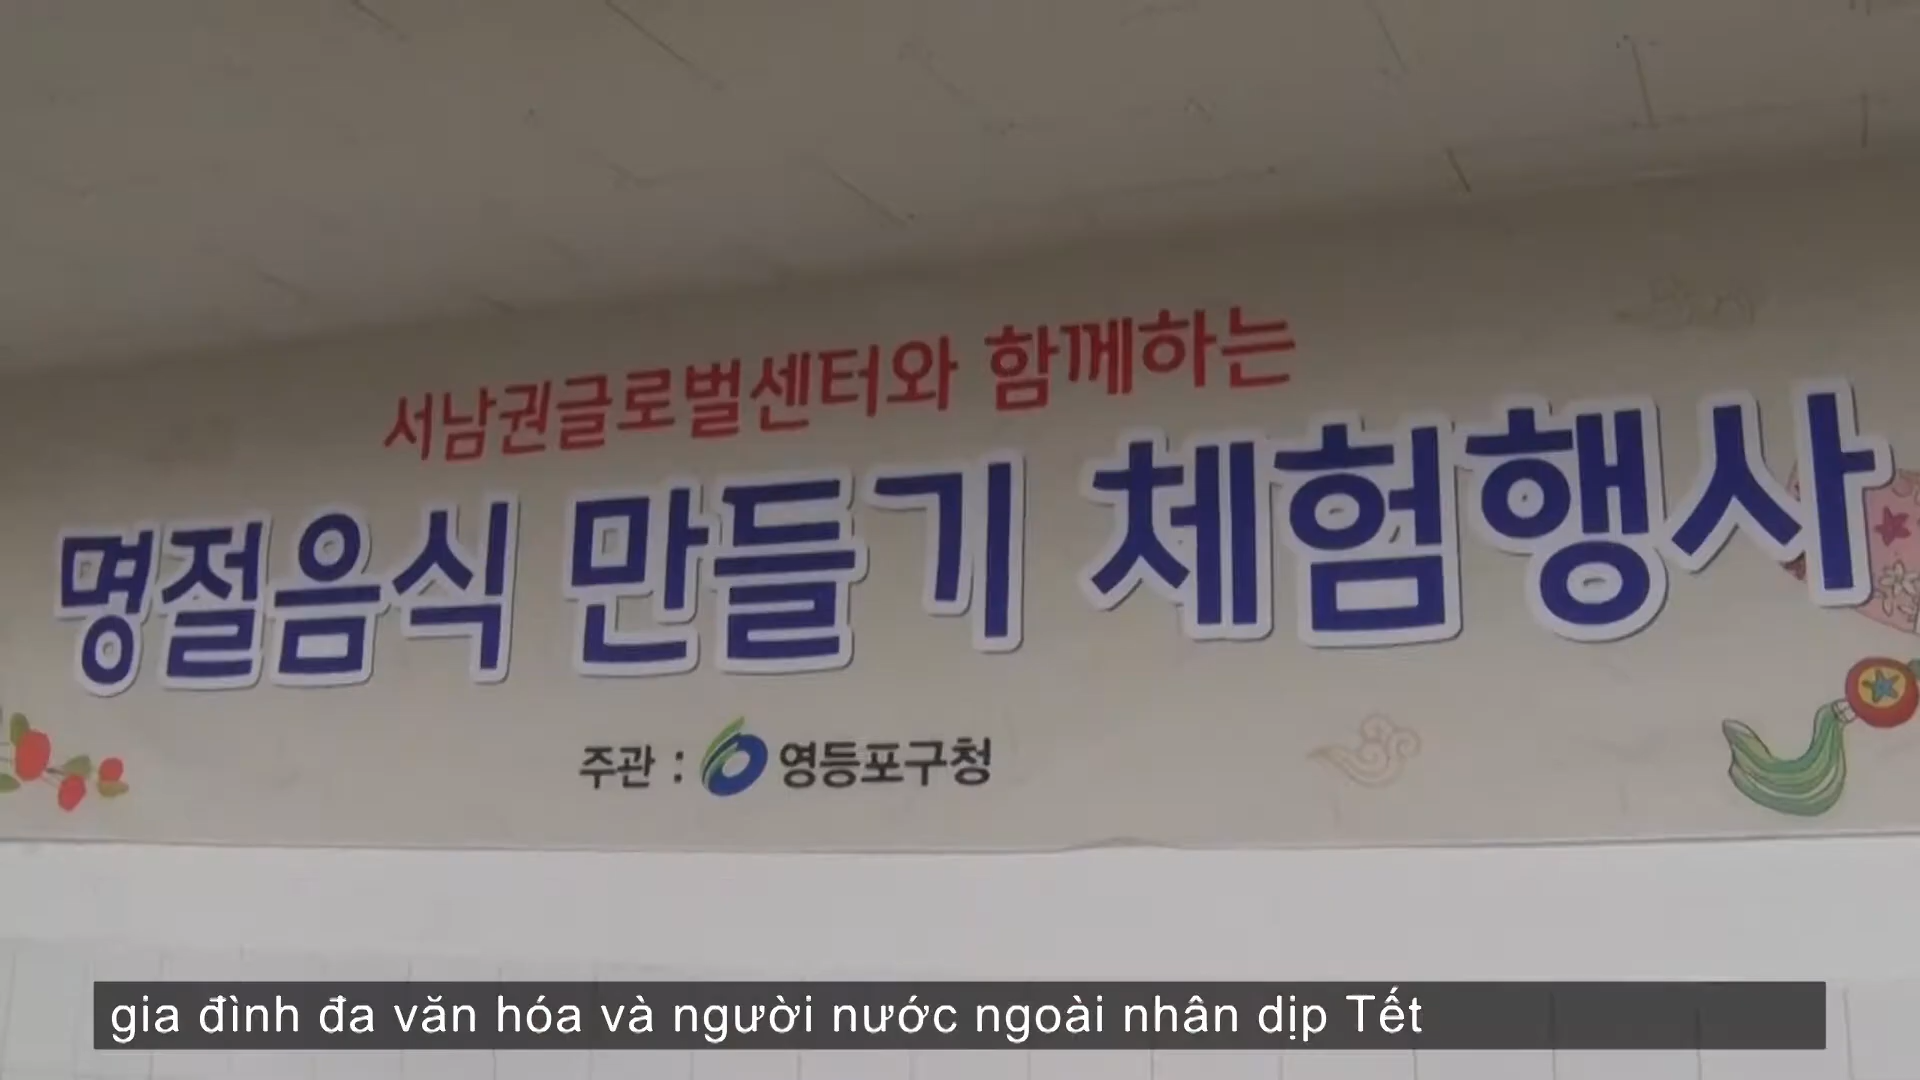 서남권글로벌센터와 함께하는
명절음식 만들기 체험행사
주관 : 영등포구청
gia đình đa văn hóa và người nước ngoài nhân dịp Tết